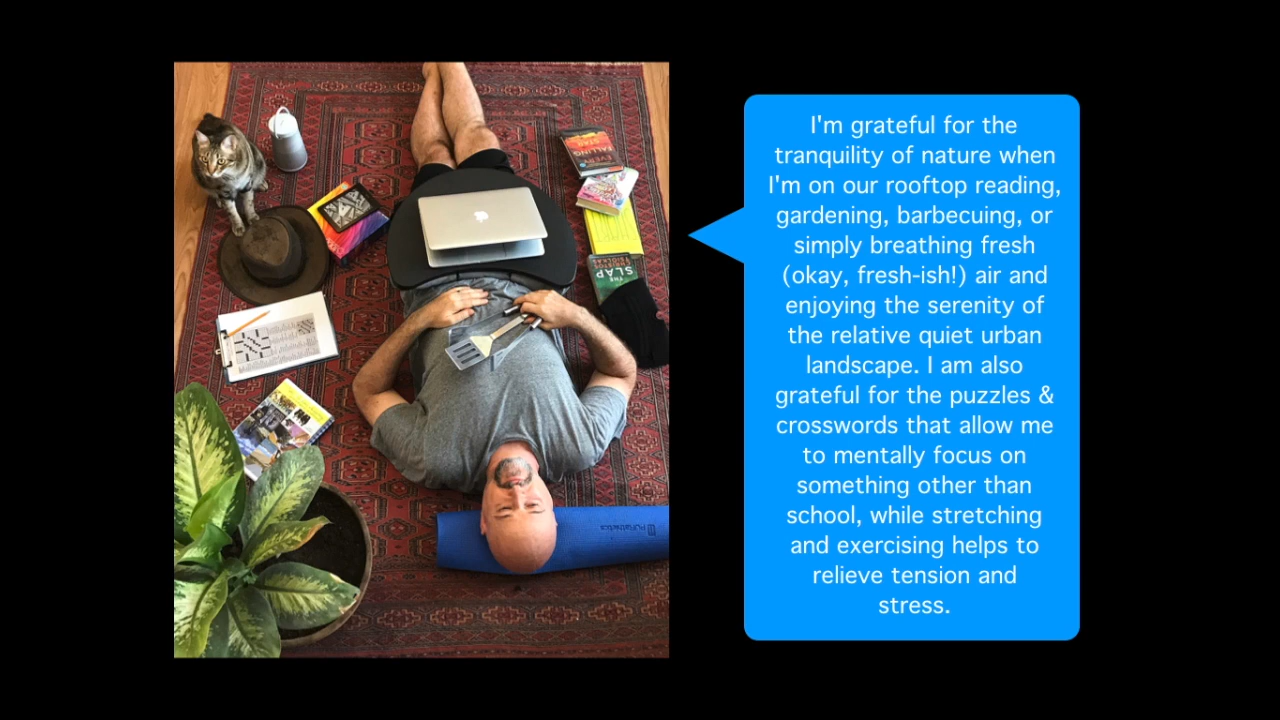 I'm grateful for the
tranquility of nature when
I'm on our rooftop reading,
gardening, barbecuing, or
simply breathing fresh
(okay, fresh-ish!) air and
enjoying the serenity of
the relative quiet urban
landscape. I am also
grateful for the puzzles &
crosswords that allow me
to mentally focus on
something other than
school, while stretching
and exercising helps to
relieve tension and
stress.
FALLING
STAR
THE
SLAP